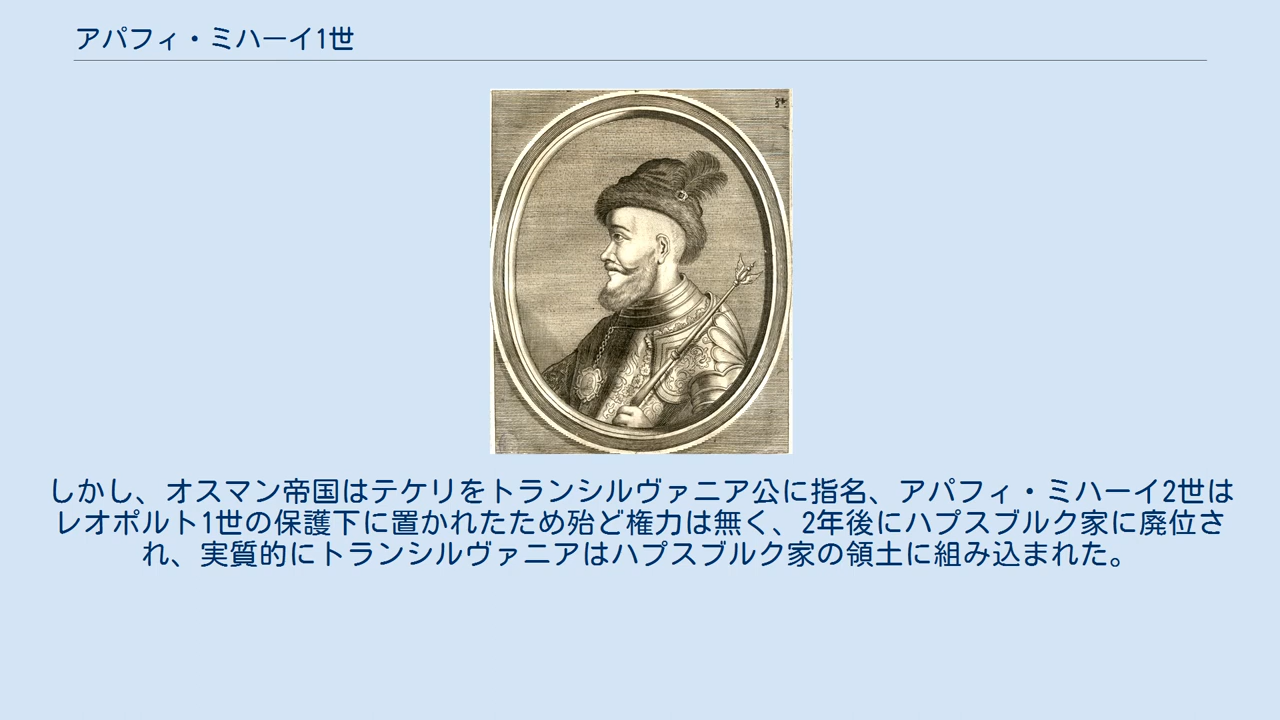 アパフィ・ミハーイ1世
しかし、オスマン帝国はテケリをトランシルヴァニア公に指名、アパフィ・ミハーイ2世は
レオポルト1世の保護下に置かれたため殆ど権力は無く、2年後にハプスブルク家に廃位さ
れ、実質的にトランシルヴァニアはハプスブルク家の領土に組み込まれた。